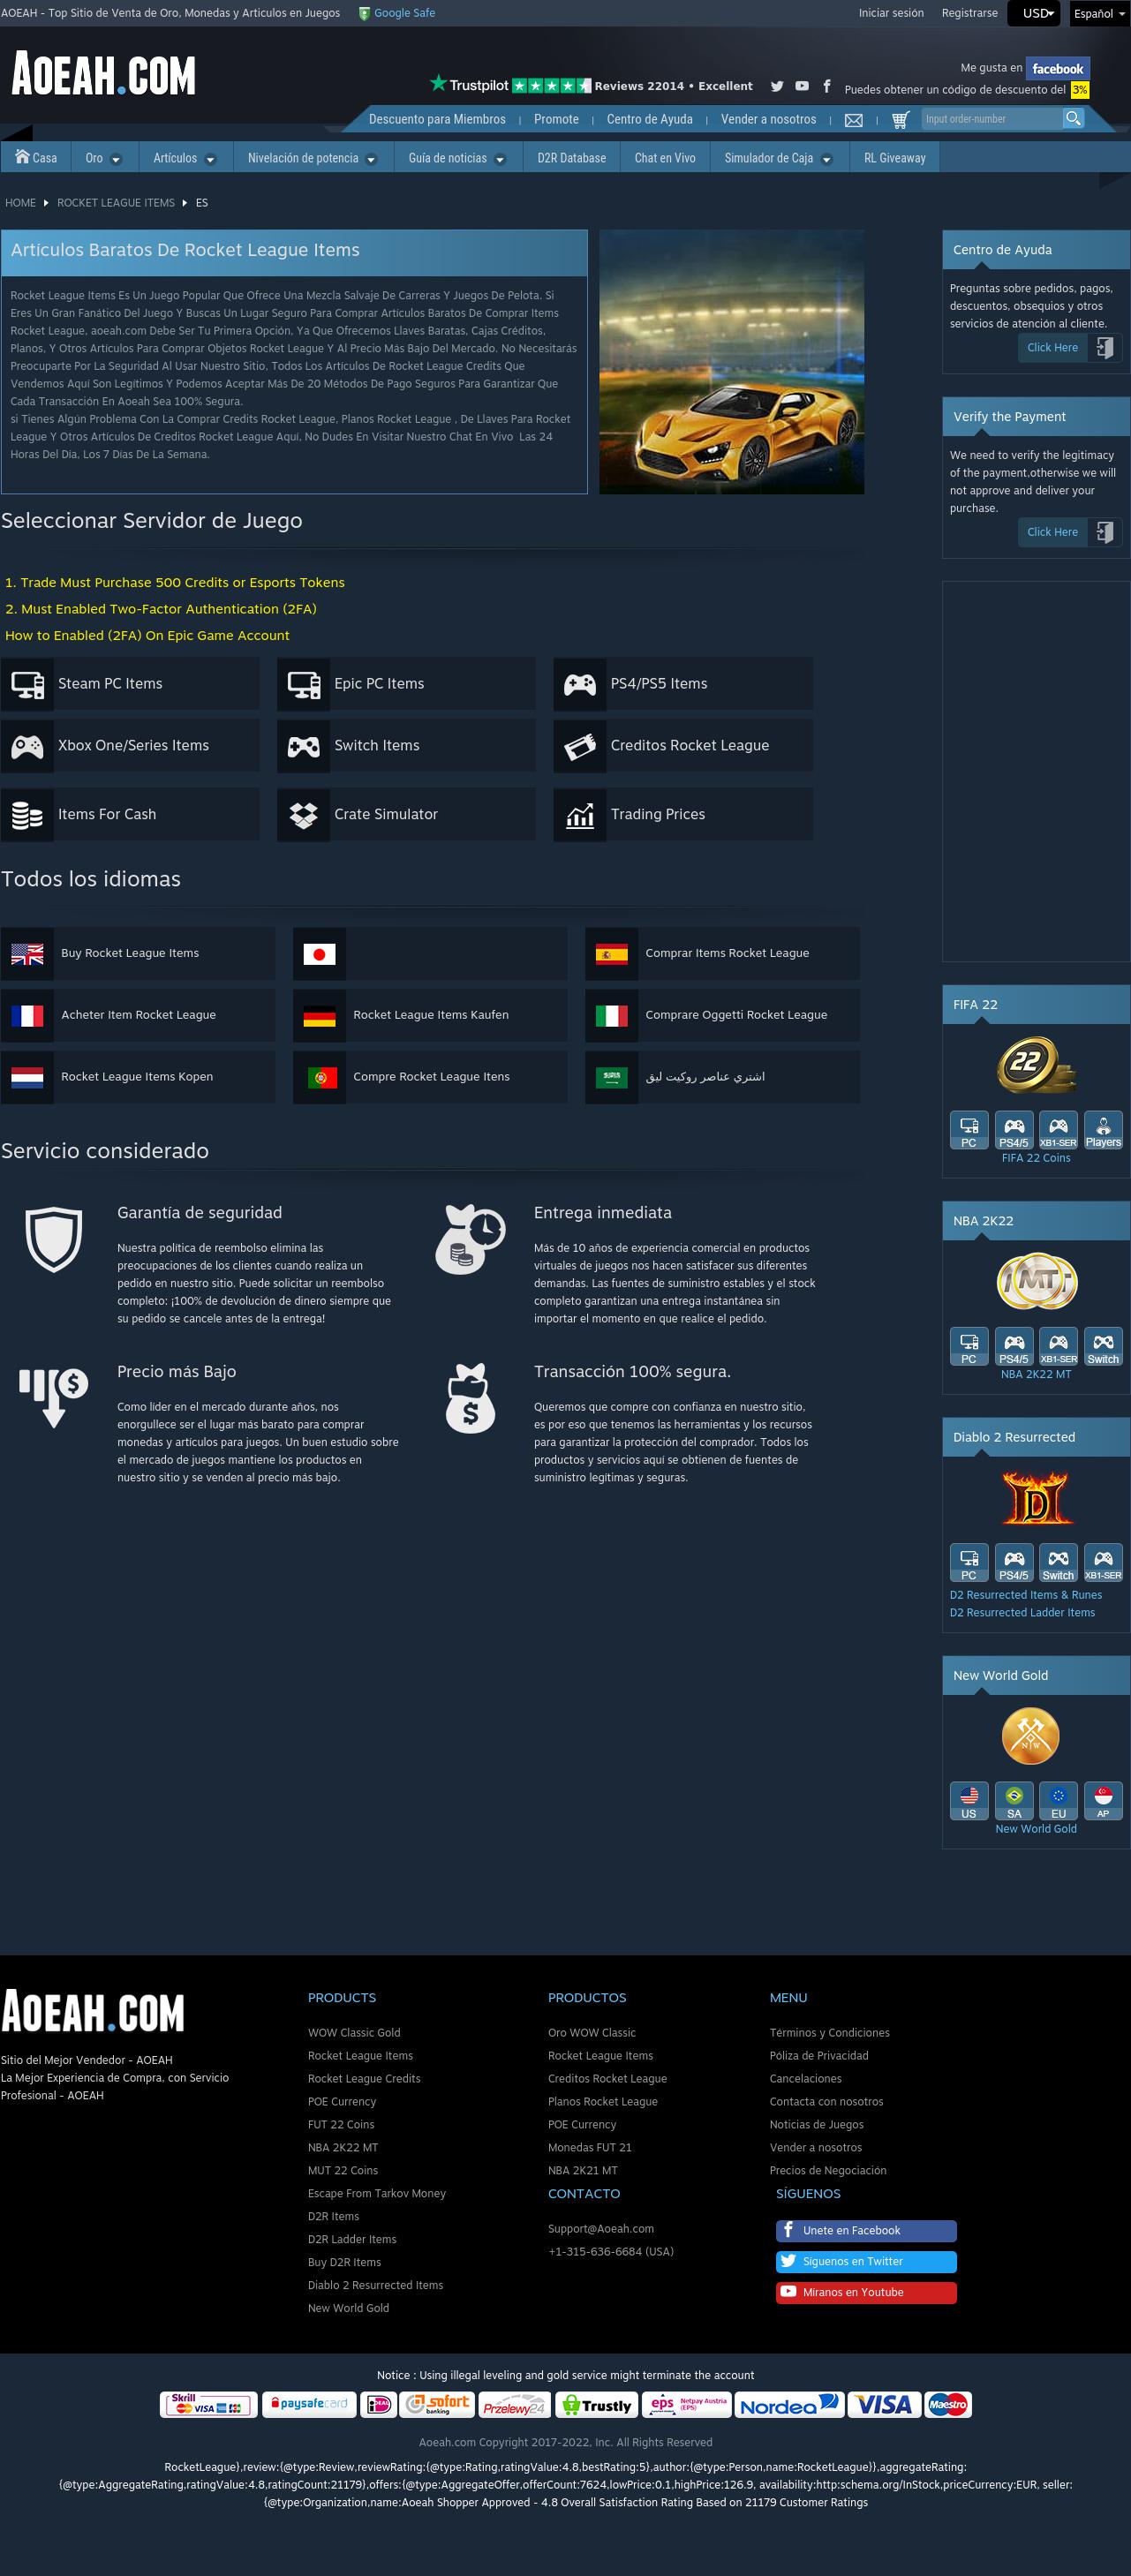 AOEAH - Top Sitio de Venta de Oro, Monedas y Articulos en Juegos
Google Safe
Iniciar sesión
Registrarse
USD
Español
AOEAH.COM
Trustpilot
Reviews 22014 • Excellent
Me gusta en
facebook
Puedes obtener un código de descuento del 3%
Descuento para Miembros
Promote
Centro de Ayuda
Vender a nosotros
Input order-number
Casa
Oro
Artículos
Nivelación de potencia
Guía de noticias
D2R Database
Chat en Vivo
Simulador de Caja
RL Giveaway
HOME
ROCKET LEAGUE ITEMS
ES
Artículos Baratos De Rocket League Items
Rocket League Items Es Un Juego Popular Que Ofrece Una Mezcla Salvaje De Carreras Y Juegos De Pelota. Si
Eres Un Gran Fanático Del Juego Y Buscas Un Lugar Seguro Para Comprar Artículos Baratos De Comprar Items
Rocket League, aoeah.com Debe Ser Tu Primera Opción, Ya Que Ofrecemos Llaves Baratas, Cajas Créditos,
Planos, Y Otros Artículos Para Comprar Objetos Rocket League Y Al Precio Más Bajo Del Mercado. No Necesitarás
Preocuparte Por La Seguridad Al Usar Nuestro Sitio, Todos Los Artículos De Rocket League Credits Que
Vendemos Aquí Son Legítimos Y Podemos Aceptar Más De 20 Métodos De Pago Seguros Para Garantizar Que
Cada Transacción En Aoeah Sea 100% Segura.
si Tienes Algún Problema Con La Comprar Credits Rocket League, Planos Rocket League , De Llaves Para Rocket
League Y Otros Artículos De Creditos Rocket League Aquí, No Dudes En Visitar Nuestro Chat En Vivo  Las 24
Horas Del Día, Los 7 Días De La Semana.
Seleccionar Servidor de Juego
1. Trade Must Purchase 500 Credits or Esports Tokens
2. Must Enabled Two-Factor Authentication (2FA)
How to Enabled (2FA) On Epic Game Account
Steam PC Items
Epic PC Items
PS4/PS5 Items
Xbox One/Series Items
Switch Items
Creditos Rocket League
Items For Cash
Crate Simulator
Trading Prices
Todos los idiomas
Buy Rocket League Items
Comprar Items Rocket League
Acheter Item Rocket League
Rocket League Items Kaufen
Comprare Oggetti Rocket League
Rocket League Items Kopen
Compre Rocket League Itens
اشتري عناصر روكيت ليق
Servicio considerado
Garantía de seguridad
Nuestra política de reembolso elimina las
preocupaciones de los clientes cuando realiza un
pedido en nuestro sitio. Puede solicitar un reembolso
completo: ¡100% de devolución de dinero siempre que
su pedido se cancele antes de la entrega!
Entrega inmediata
Más de 10 años de experiencia comercial en productos
virtuales de juegos nos hacen satisfacer sus diferentes
demandas. Las fuentes de suministro estables y el stock
completo garantizan una entrega instantánea sin
importar el momento en que realice el pedido.
Precio más Bajo
Como líder en el mercado durante años, nos
enorgullece ser el lugar más barato para comprar
monedas y artículos para juegos. Un buen estudio sobre
el mercado de juegos mantiene los productos en
nuestro sitio y se venden al precio más bajo.
Transacción 100% segura.
Queremos que compre con confianza en nuestro sitio,
es por eso que tenemos las herramientas y los recursos
para garantizar la protección del comprador. Todos los
productos y servicios aquí se obtienen de fuentes de
suministro legítimas y seguras.
Centro de Ayuda
Preguntas sobre pedidos, pagos,
descuentos, obsequios y otros
servicios de atención al cliente.
Click Here
Verify the Payment
We need to verify the legitimacy
of the payment.otherwise we will
not approve and deliver your
purchase.
Click Here
FIFA 22
22
PC
PS4/5
XB1-SER
Players
FIFA 22 Coins
NBA 2K22
MT
PC
PS4/5
XB1-SER
Switch
NBA 2K22 MT
Diablo 2 Resurrected
PC
PS4/5
Switch
XB1-SER
D2 Resurrected Items & Runes
D2 Resurrected Ladder Items
New World Gold
N W
US
SA
EU
AP
New World Gold
AOEAH.COM
Sitio del Mejor Vendedor - AOEAH
La Mejor Experiencia de Compra, con Servicio
Profesional - AOEAH
PRODUCTS
WOW Classic Gold
Rocket League Items
Rocket League Credits
POE Currency
FUT 22 Coins
NBA 2K22 MT
MUT 22 Coins
Escape From Tarkov Money
D2R Items
D2R Ladder Items
Buy D2R Items
Diablo 2 Resurrected Items
New World Gold
PRODUCTOS
Oro WOW Classic
Rocket League Items
Creditos Rocket League
Planos Rocket League
POE Currency
Monedas FUT 21
NBA 2K21 MT
CONTACTO
Support@Aoeah.com
+1-315-636-6684 (USA)
MENU
Términos y Condiciones
Póliza de Privacidad
Cancelaciones
Contacta con nosotros
Noticias de Juegos
Vender a nosotros
Precios de Negociación
SÍGUENOS
Unete en Facebook
Síguenos en Twitter
Míranos en Youtube
Notice : Using illegal leveling and gold service might terminate the account
Skrill
VISA
paysafecard
iDEAL
sofort
banking
Przelewy24
Trustly
eps
Netpay Austria
(EPS)
Nordea
VISA
Maestro
Aoeah.com Copyright 2017-2022, Inc. All Rights Reserved
RocketLeague},review:{@type:Review,reviewRating:{@type:Rating,ratingValue:4.8,bestRating:5},author:{@type:Person,name:RocketLeague}},aggregateRating:
{@type:AggregateRating,ratingValue:4.8,ratingCount:21179},offers:{@type:AggregateOffer,offerCount:7624,lowPrice:0.1,highPrice:126.9, availability:http:schema.org/InStock,priceCurrency:EUR, seller:
{@type:Organization,name:Aoeah Shopper Approved - 4.8 Overall Satisfaction Rating Based on 21179 Customer Ratings